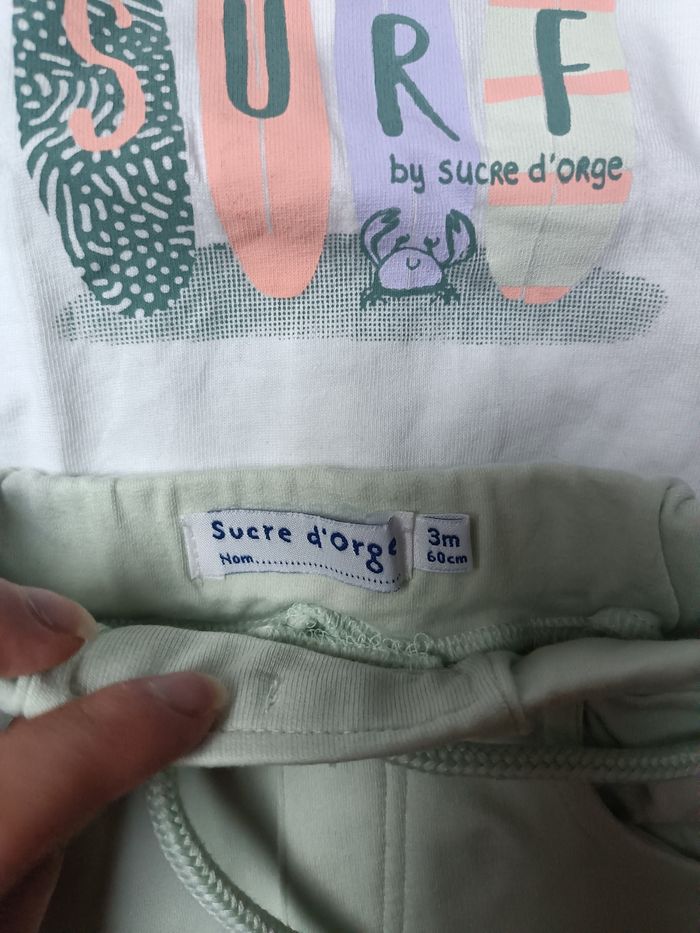 SURF
by sucre d'orge
Sucre d'Orge
Nom....................
3m
60cm